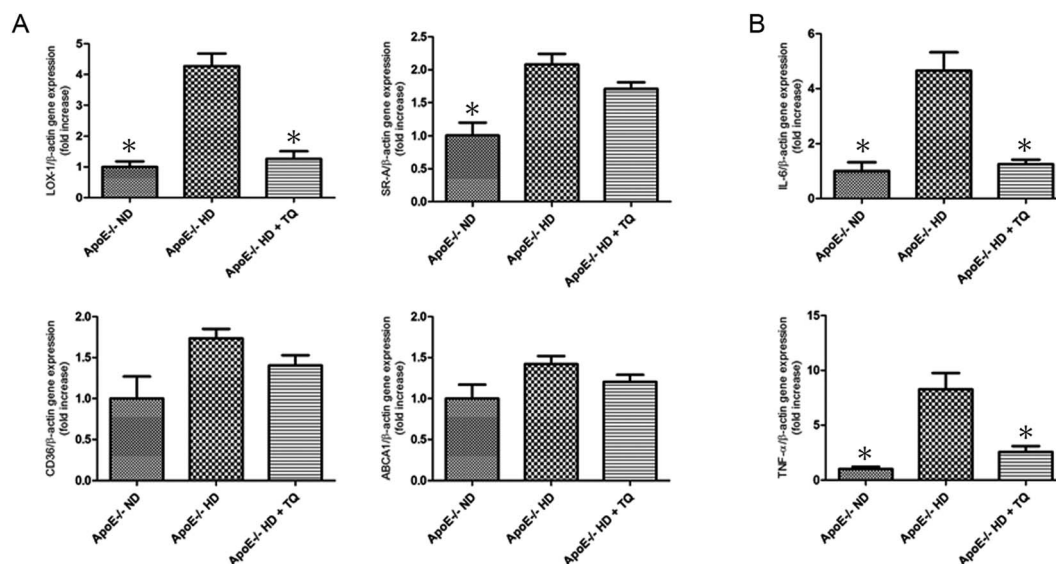 A
LOX-1/β-actin gene expression
(fold increase)
5
4
3
2
1
0
*
*
ApoE-/- ND
ApoE-/- HD
ApoE-/- HD + TQ
SR-A/β-actin gene expression
(fold increase)
2.5
2.0
1.5
1.0
0.5
0.0
*
ApoE-/- ND
ApoE-/- HD
ApoE-/- HD + TQ
B
IL-6/β-actin gene expression
(fold increase)
6
4
2
0
*
*
ApoE-/- ND
ApoE-/- HD
ApoE-/- HD + TQ
CD36/β-actin gene expression
(fold increase)
2.0
1.5
1.0
0.5
0.0
ApoE-/- ND
ApoE-/- HD
ApoE-/- HD + TQ
ABCA1/β-actin gene expression
(fold increase)
2.0
1.5
1.0
0.5
0.0
ApoE-/- ND
ApoE-/- HD
ApoE-/- HD + TQ
TNF-α/β-actin gene expression
(fold increase)
15
10
5
0
*
*
ApoE-/- ND
ApoE-/- HD
ApoE-/- HD + TQ